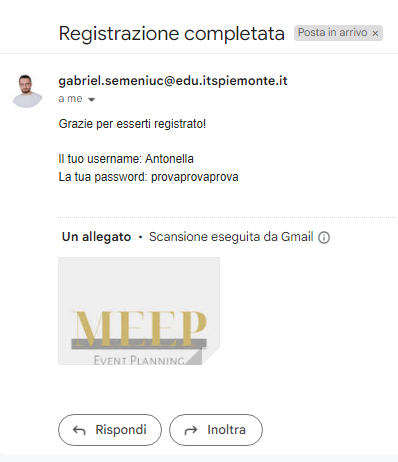 Registrazione completata Posta in arrivo ×
gabriel.semeniuc@edu.itspiemonte.it
a me
Grazie per esserti registrato!
Il tuo username: Antonella
La tua password: provaprovaprova
Un allegato • Scansione eseguita da Gmail
MEEP
EVENT PLANNING
Rispondi Inoltra